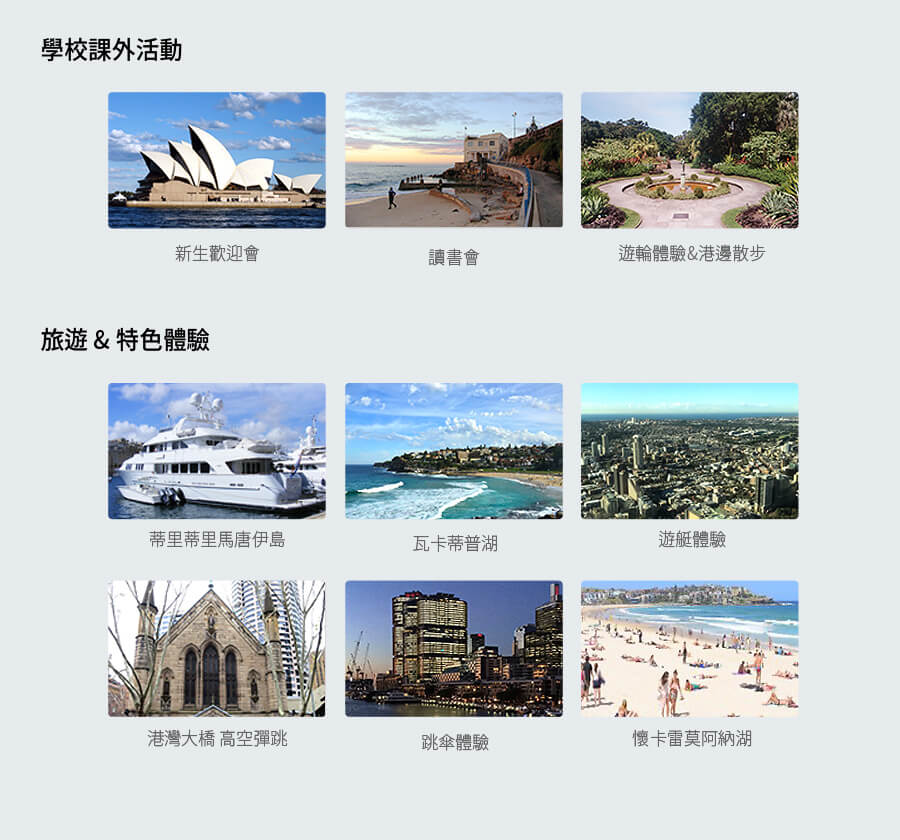 學校課外活動
新生歡迎會
讀書會
遊輪體驗&港邊散步
旅遊 & 特色體驗
蒂里蒂里馬唐伊島
瓦卡蒂普湖
遊艇體驗
港灣大橋 高空彈跳
跳傘體驗
懷卡雷莫阿納湖